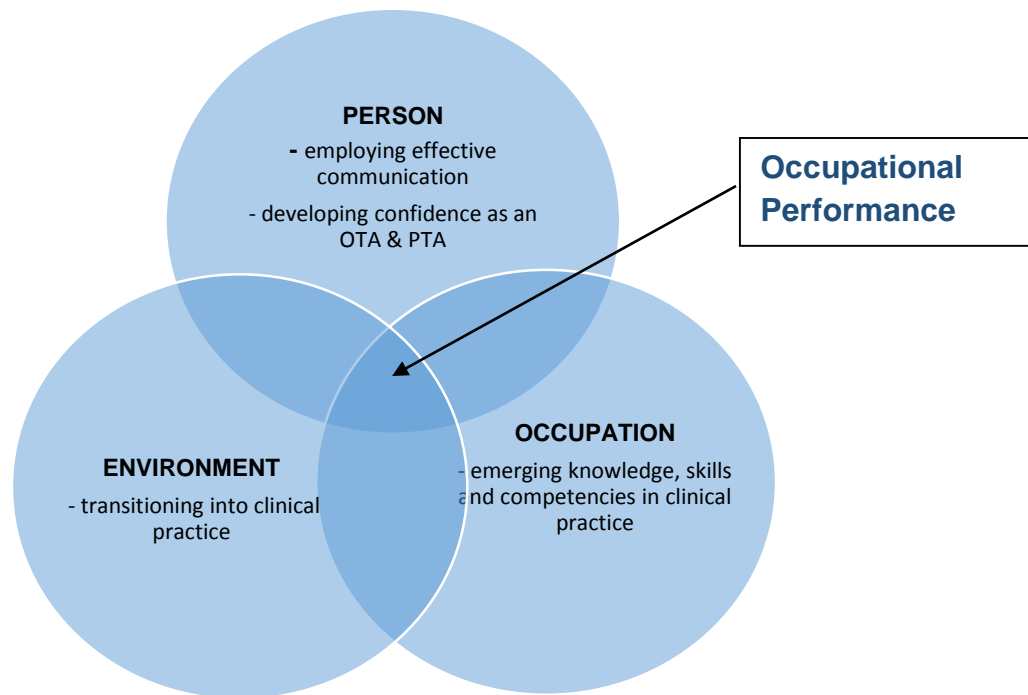 PERSON
- employing effective
communication
- developing confidence as an
OTA & PTA
Occupational
Performance
ENVIRONMENT
- transitioning into clinical
practice
OCCUPATION
- emerging knowledge, skills
and competencies in clinical
practice